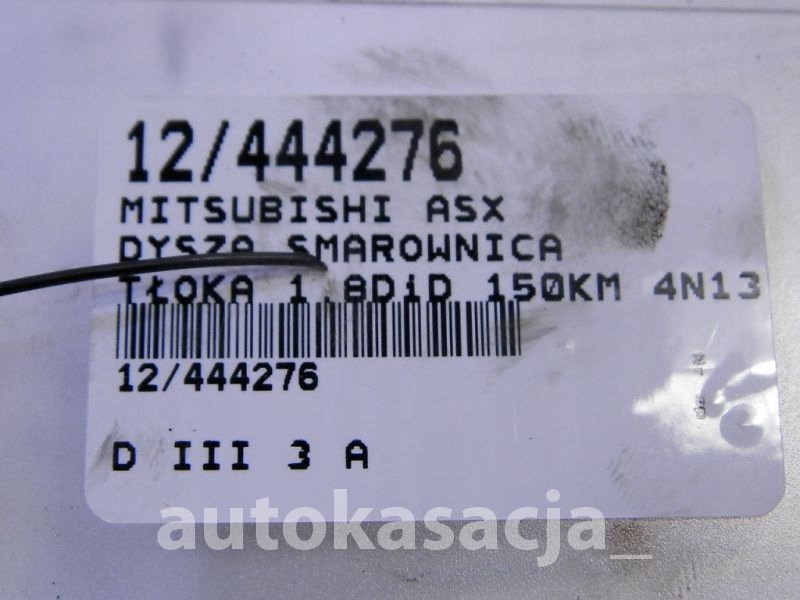 12/444276
MITSUBISHI ASX
DYSZA SMAROWNICA
TŁOKA 1.8DiD 150KM 4N13
12/444276
D III 3 A
autokasacja_